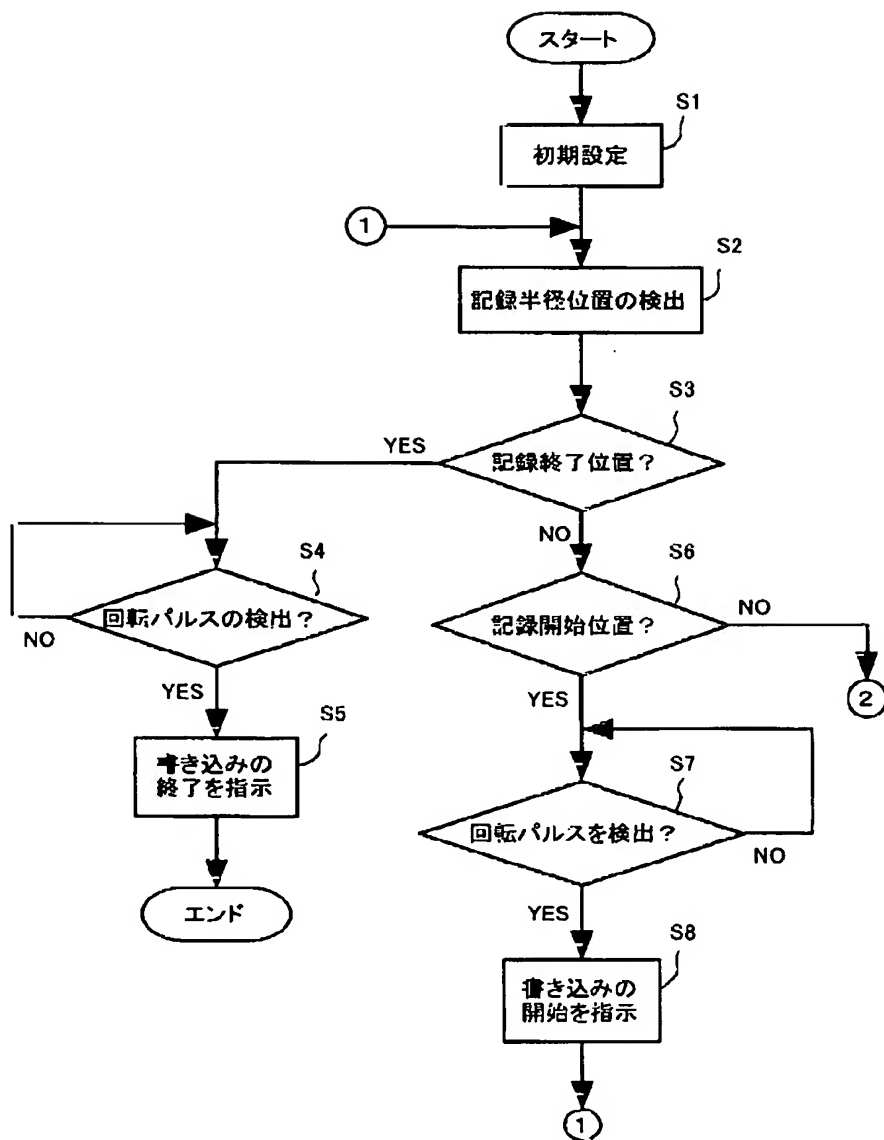 スタート
S1
初期設定
1
S2
記録半径位置の検出
S3
YES
記録終了位置?
NO
S4
回転パルスの検出?
NO
YES
S5
書き込みの
終了を指示
エンド
S6
記録開始位置?
NO
2
YES
S7
回転パルスを検出?
NO
YES
S8
書き込みの
開始を指示
1